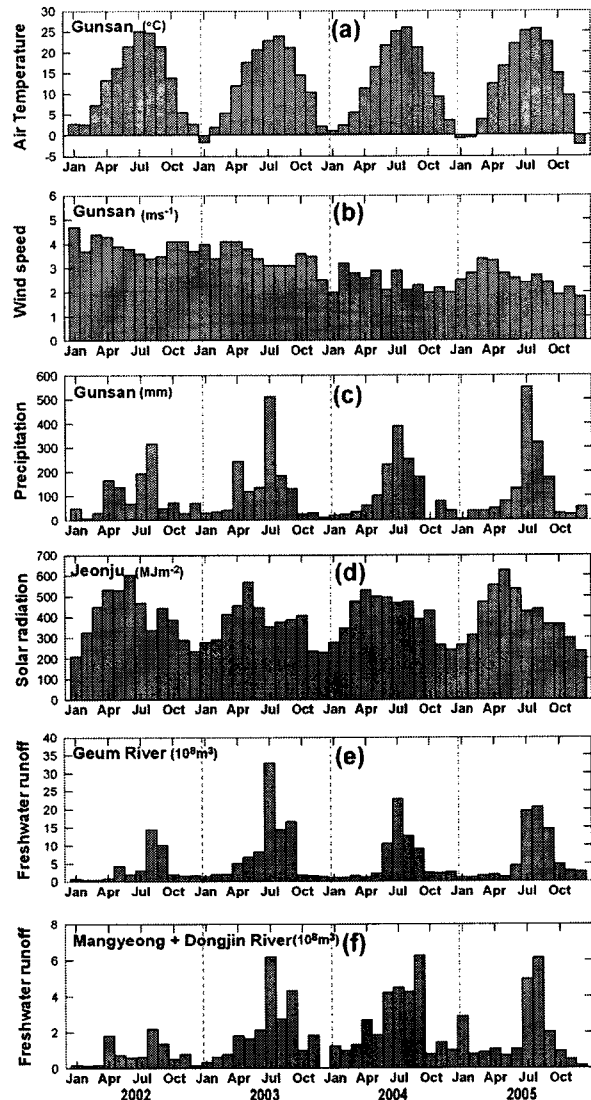 Gunsan (°C) (a)
Air Temperature
30
25
20
15
10
5
0
-5
Jan Apr Jul Oct Jan Apr Jul Oct Jan Apr Jul Oct Jan Apr Jul Oct
Gunsan (ms-1) (b)
Wind speed
6
5
4
3
2
1
0
Jan Apr Jul Oct Jan Apr Jul Oct Jan Apr Jul Oct Jan Apr Jul Oct
Gunsan (mm) (c)
Precipitation
600
500
400
300
200
100
0
Jan Apr Jul Oct Jan Apr Jul Oct Jan Apr Jul Oct Jan Apr Jul Oct
Jeonju (MJm-2) (d)
Solar radiation
700
600
500
400
300
200
100
0
Jan Apr Jul Oct Jan Apr Jul Oct Jan Apr Jul Oct Jan Apr Jul Oct
Geum River (10⁸m³) (e)
Freshwater runoff
40
35
30
25
20
15
10
5
0
Jan Apr Jul Oct Jan Apr Jul Oct Jan Apr Jul Oct Jan Apr Jul Oct
Mangyeong + Dongjin River (10⁸m³) (f)
Freshwater runoff
8
6
4
2
0
Jan Apr Jul Oct Jan Apr Jul Oct Jan Apr Jul Oct Jan Apr Jul Oct
2002 2003 2004 2005